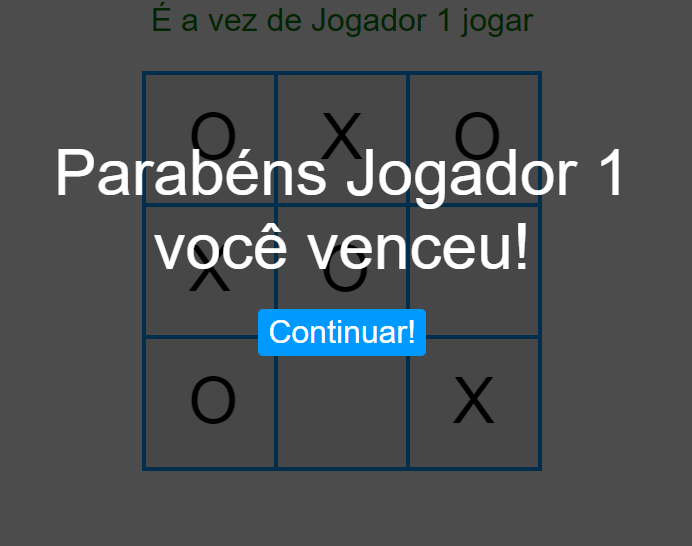 É a vez de Jogador 1 jogar
O X O
Parabéns Jogador 1
você venceu!
X O
Continuar!
O X